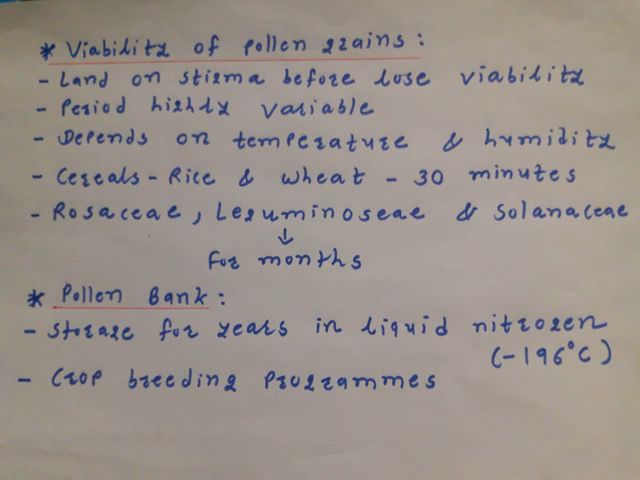 * Viability of pollen grains:
- Land on stigma before lose viability
- Period highly variable
- Depends on temperature & humidity
- Cereals - Rice & wheat - 30 minutes
- Rosaceae, Leguminoseae & Solanaceae
↓
For months
* Pollen Bank:
- Storage for years in liquid nitrogen
(-196°C)
- Crop breeding programmes